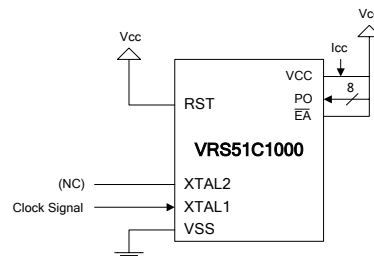 Vcc
Vcc
Icc
VCC
8
RST
PO
EA
VRS51C1000
(NC)
XTAL2
Clock Signal
XTAL1
VSS